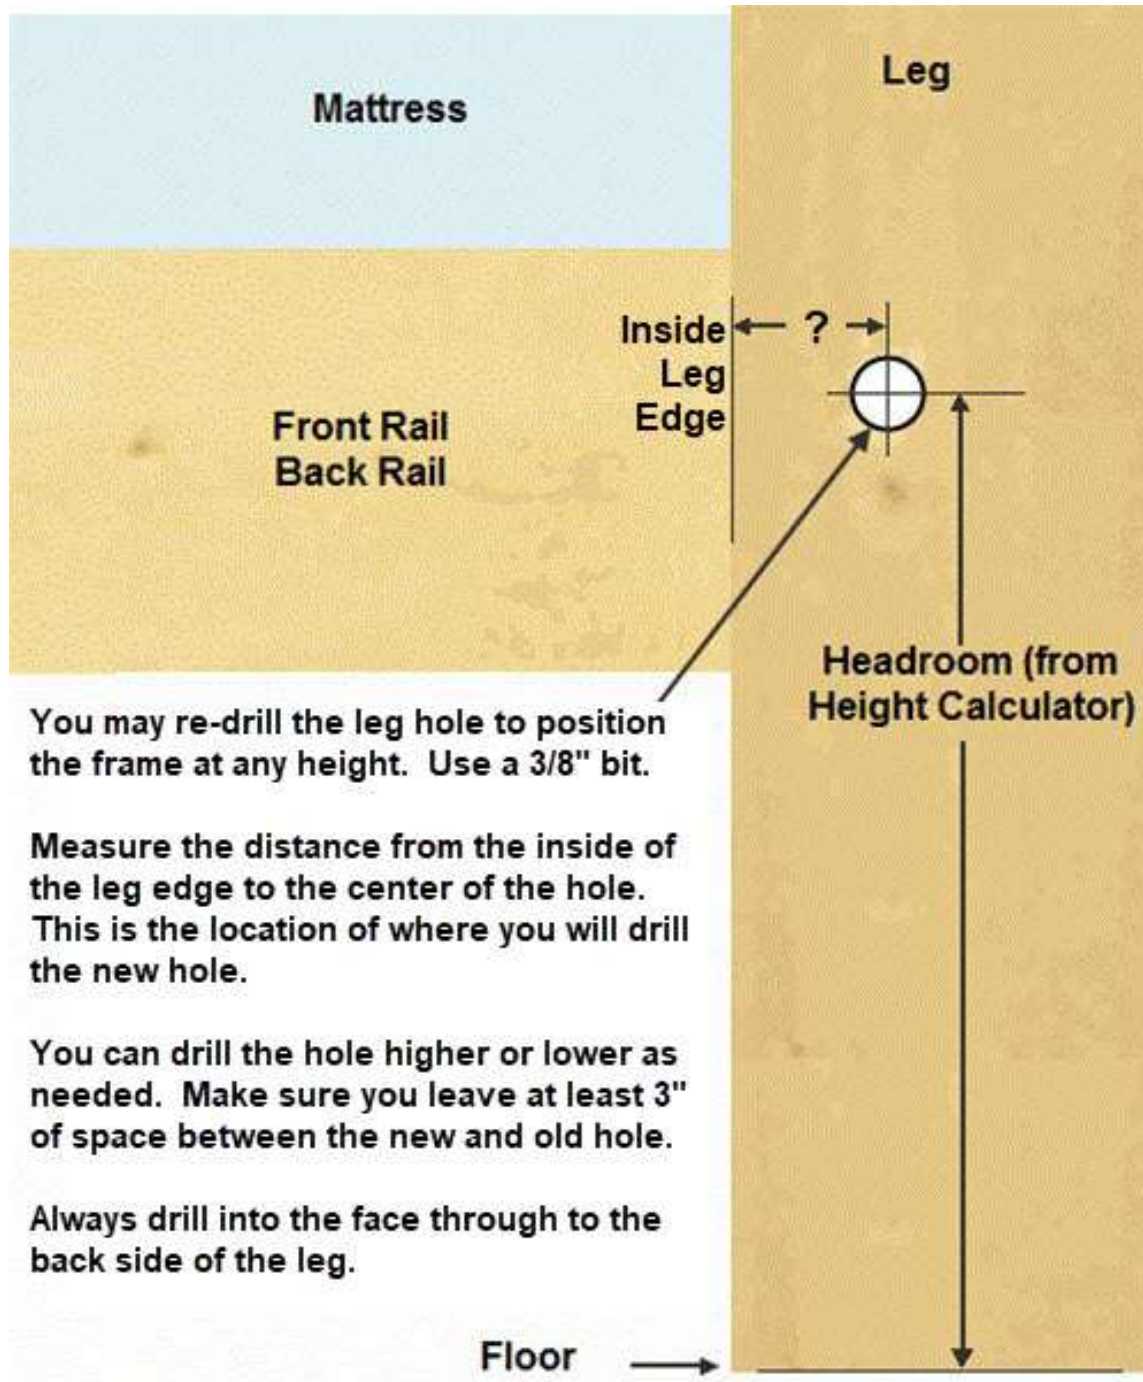 Mattress
Leg
Inside
Leg
Edge
?
Front Rail
Back Rail
Headroom (from
Height Calculator)
You may re-drill the leg hole to position
the frame at any height.  Use a 3/8" bit.
Measure the distance from the inside of
the leg edge to the center of the hole.
This is the location of where you will drill
the new hole.
You can drill the hole higher or lower as
needed.  Make sure you leave at least 3"
of space between the new and old hole.
Always drill into the face through to the
back side of the leg.
Floor